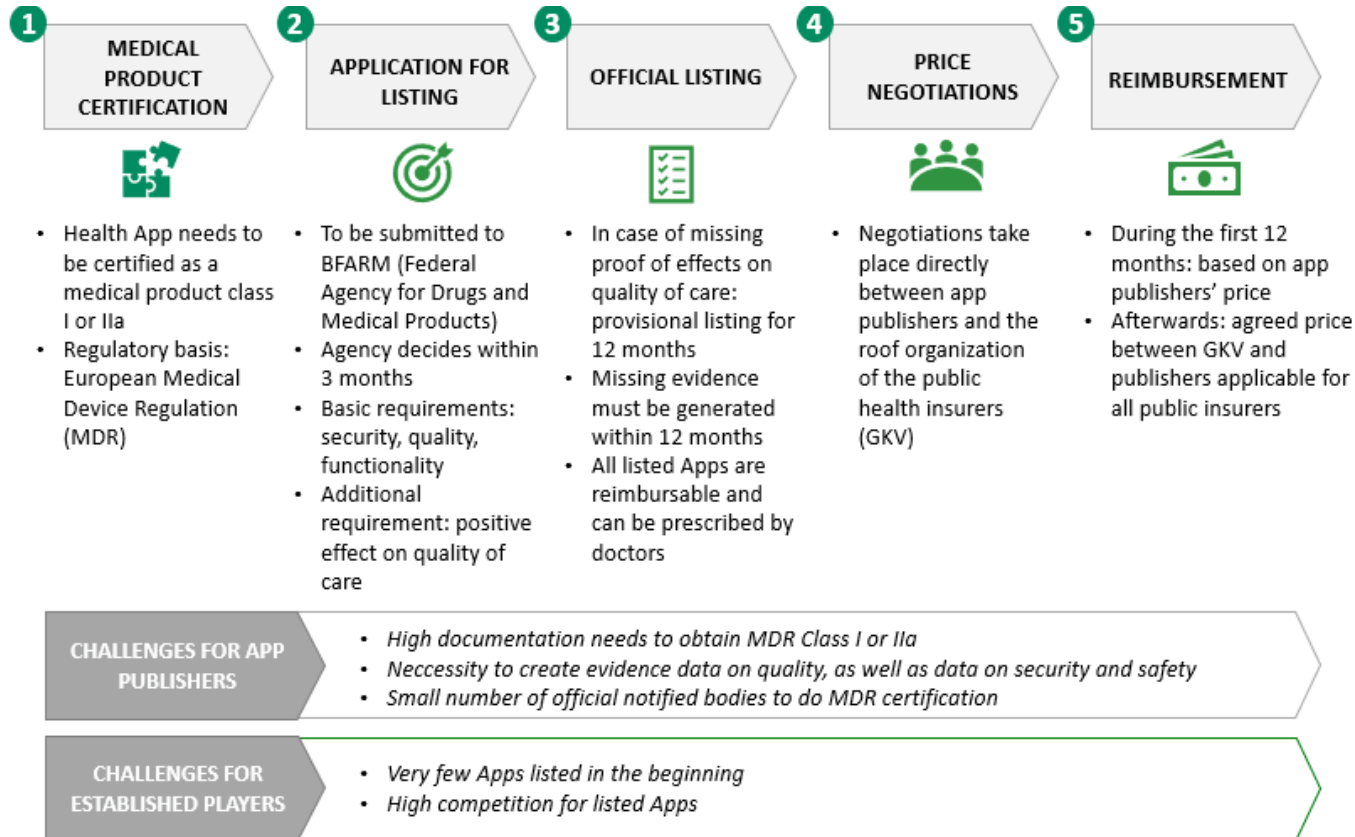 1
MEDICAL
PRODUCT
CERTIFICATION
2
APPLICATION FOR
LISTING
3
OFFICIAL LISTING
4
PRICE
NEGOTIATIONS
5
REIMBURSEMENT
• Health App needs to
be certified as a
medical product class
I or IIa
• Regulatory basis:
European Medical
Device Regulation
(MDR)
• To be submitted to
BFARM (Federal
Agency for Drugs and
Medical Products)
• Agency decides within
3 months
• Basic requirements:
security, quality,
functionality
• Additional
requirement: positive
effect on quality of
care
• In case of missing
proof of effects on
quality of care:
provisional listing for
12 months
• Missing evidence
must be generated
within 12 months
• All listed Apps are
reimbursable and
can be prescribed by
doctors
• Negotiations take
place directly
between app
publishers and the
roof organization
of the public
health insurers
(GKV)
• During the first 12
months: based on app
publishers’ price
• Afterwards: agreed price
between GKV and
publishers applicable for
all public insurers
CHALLENGES FOR APP
PUBLISHERS
• High documentation needs to obtain MDR Class I or IIa
• Neccessity to create evidence data on quality, as well as data on security and safety
• Small number of official notified bodies to do MDR certification
CHALLENGES FOR
ESTABLISHED PLAYERS
• Very few Apps listed in the beginning
• High competition for listed Apps